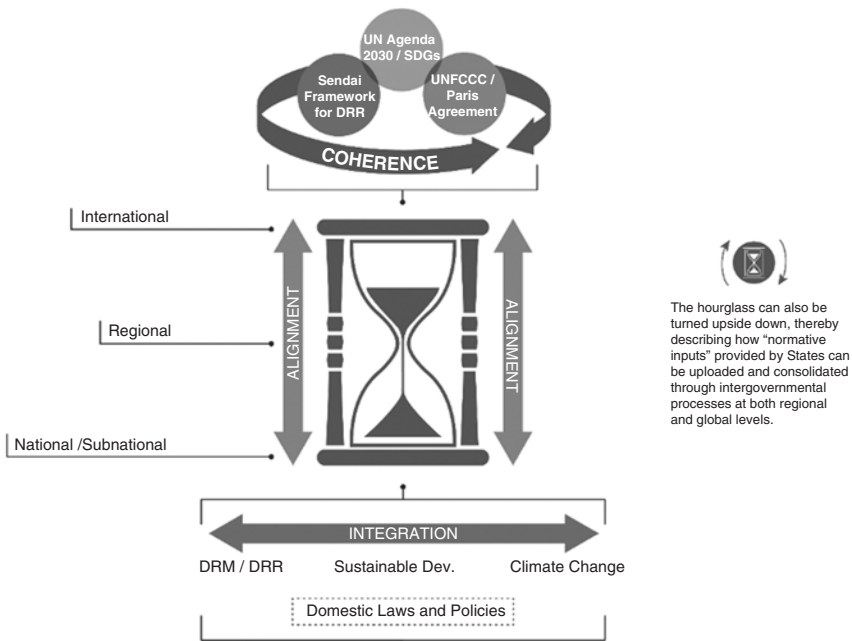 UN Agenda
2030 / SDGs
Sendai
Framework
for DRR
UNFCCC /
Paris
Agreement
COHERENCE
International
Regional
National /Subnational
ALIGNMENT
ALIGNMENT
The hourglass can also be
turned upside down, thereby
describing how “normative
inputs” provided by States can
be uploaded and consolidated
through intergovernmental
processes at both regional
and global levels.
INTEGRATION
DRM / DRR
Sustainable Dev.
Climate Change
Domestic Laws and Policies